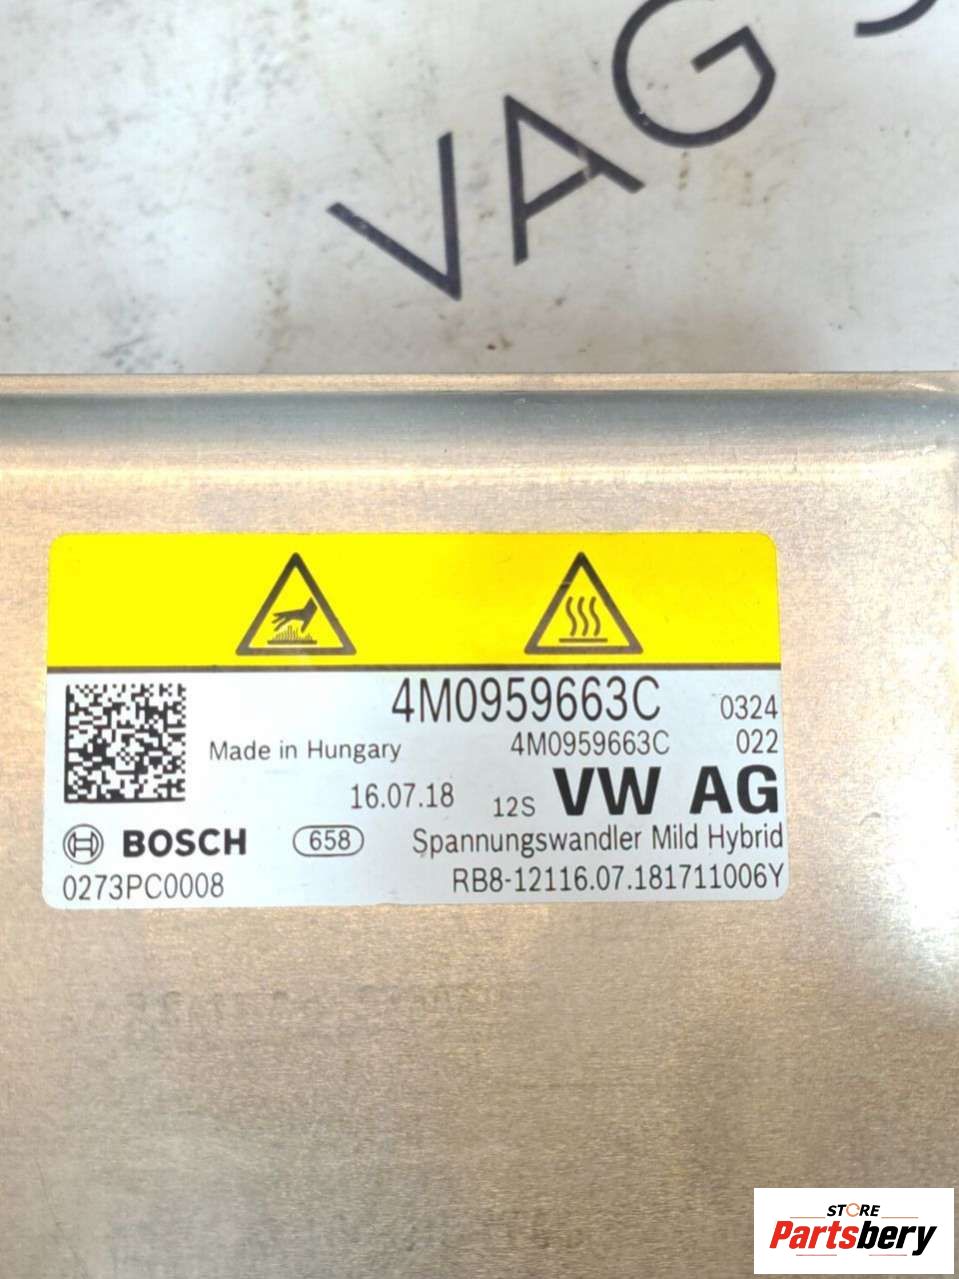 VAG
4M0959663C 0324
Made in Hungary 4M0959663C 022
16.07.18 12S VW AG
BOSCH 658 Spannungswandler Mild Hybrid
0273PC0008 RB8-12116.07.181711006Y
STORE
Partsbery